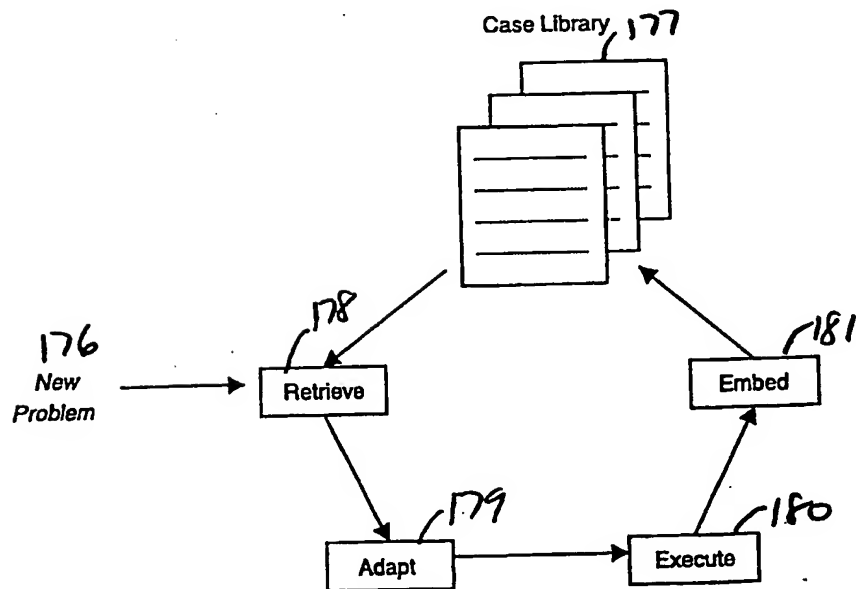 Case Library 177
178
176
New
Problem
Retrieve
181
Embed
179
Adapt
180
Execute